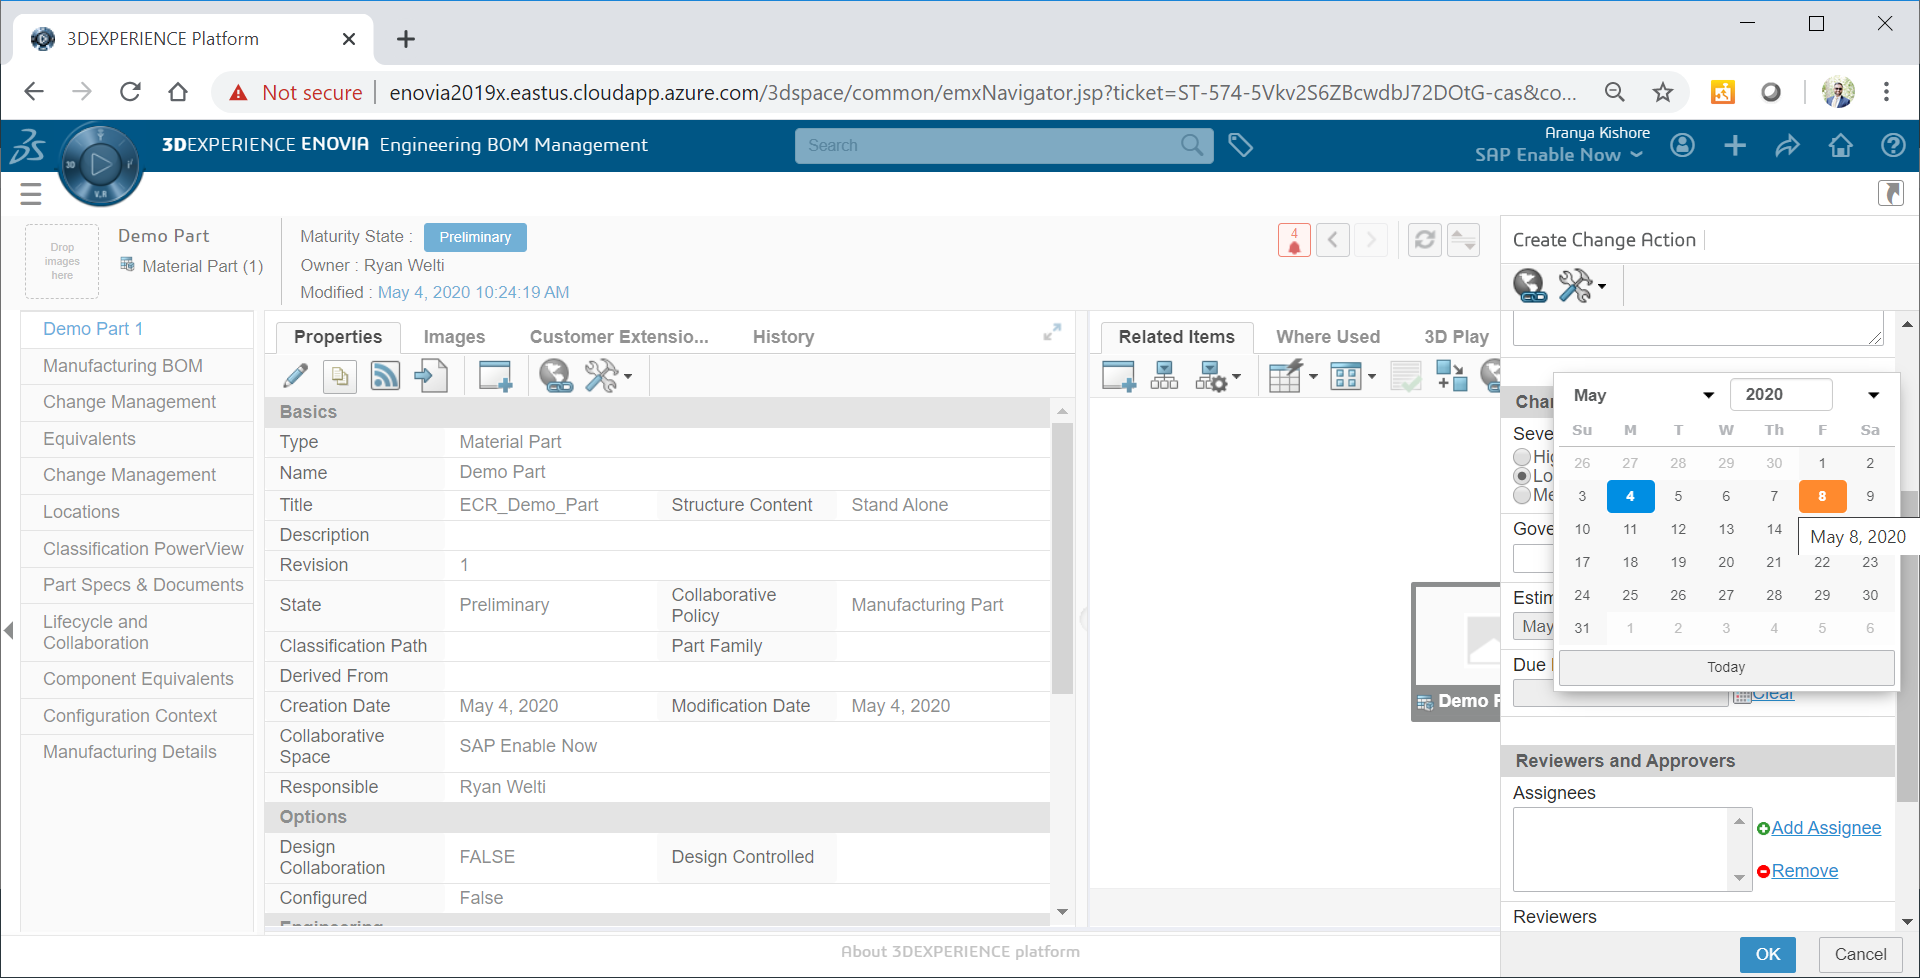 3DEXPERIENCE Platform
Not secure
enovia2019x.eastus.cloudapp.azure.com/3dspace/common/emxNavigator.jsp?ticket=ST-574-5Vkv2S6ZBcwdbJ72DOtG-cas&co...
3DEXPERIENCE ENOVIA Engineering BOM Management
Search
Aranya Kishore
SAP Enable Now
3D
V.R
Drop
images
here
Demo Part
Material Part (1)
Maturity State : Preliminary
Owner : Ryan Welti
Modified : May 4, 2020 10:24:19 AM
4
Demo Part 1
Manufacturing BOM
Change Management
Equivalents
Change Management
Locations
Classification PowerView
Part Specs & Documents
Lifecycle and
Collaboration
Component Equivalents
Configuration Context
Manufacturing Details
Properties
Images
Customer Extensio...
History
Basics
Type Material Part
Name Demo Part
Title ECR_Demo_Part Structure Content Stand Alone
Description
Revision 1
State Preliminary Collaborative
Policy Manufacturing Part
Classification Path Part Family
Derived From
Creation Date May 4, 2020 Modification Date May 4, 2020
Collaborative
Space SAP Enable Now
Responsible Ryan Welti
Options
Design
Collaboration FALSE Design Controlled
Configured False
Engineering
Related Items
Where Used
3D Play
Demo P
Create Change Action
Cha
Seve
Hi
Lo
Me
Gove
Estim
May
Due
Clear
May 2020
Su M T W Th F Sa
26 27 28 29 30 1 2
3 4 5 6 7 8 9
10 11 12 13 14
May 8, 2020
17 18 19 20 21 22 23
24 25 26 27 28 29 30
31 1 2 3 4 5 6
Today
Reviewers and Approvers
Assignees
Add Assignee
Remove
Reviewers
OK
Cancel
About 3DEXPERIENCE platform